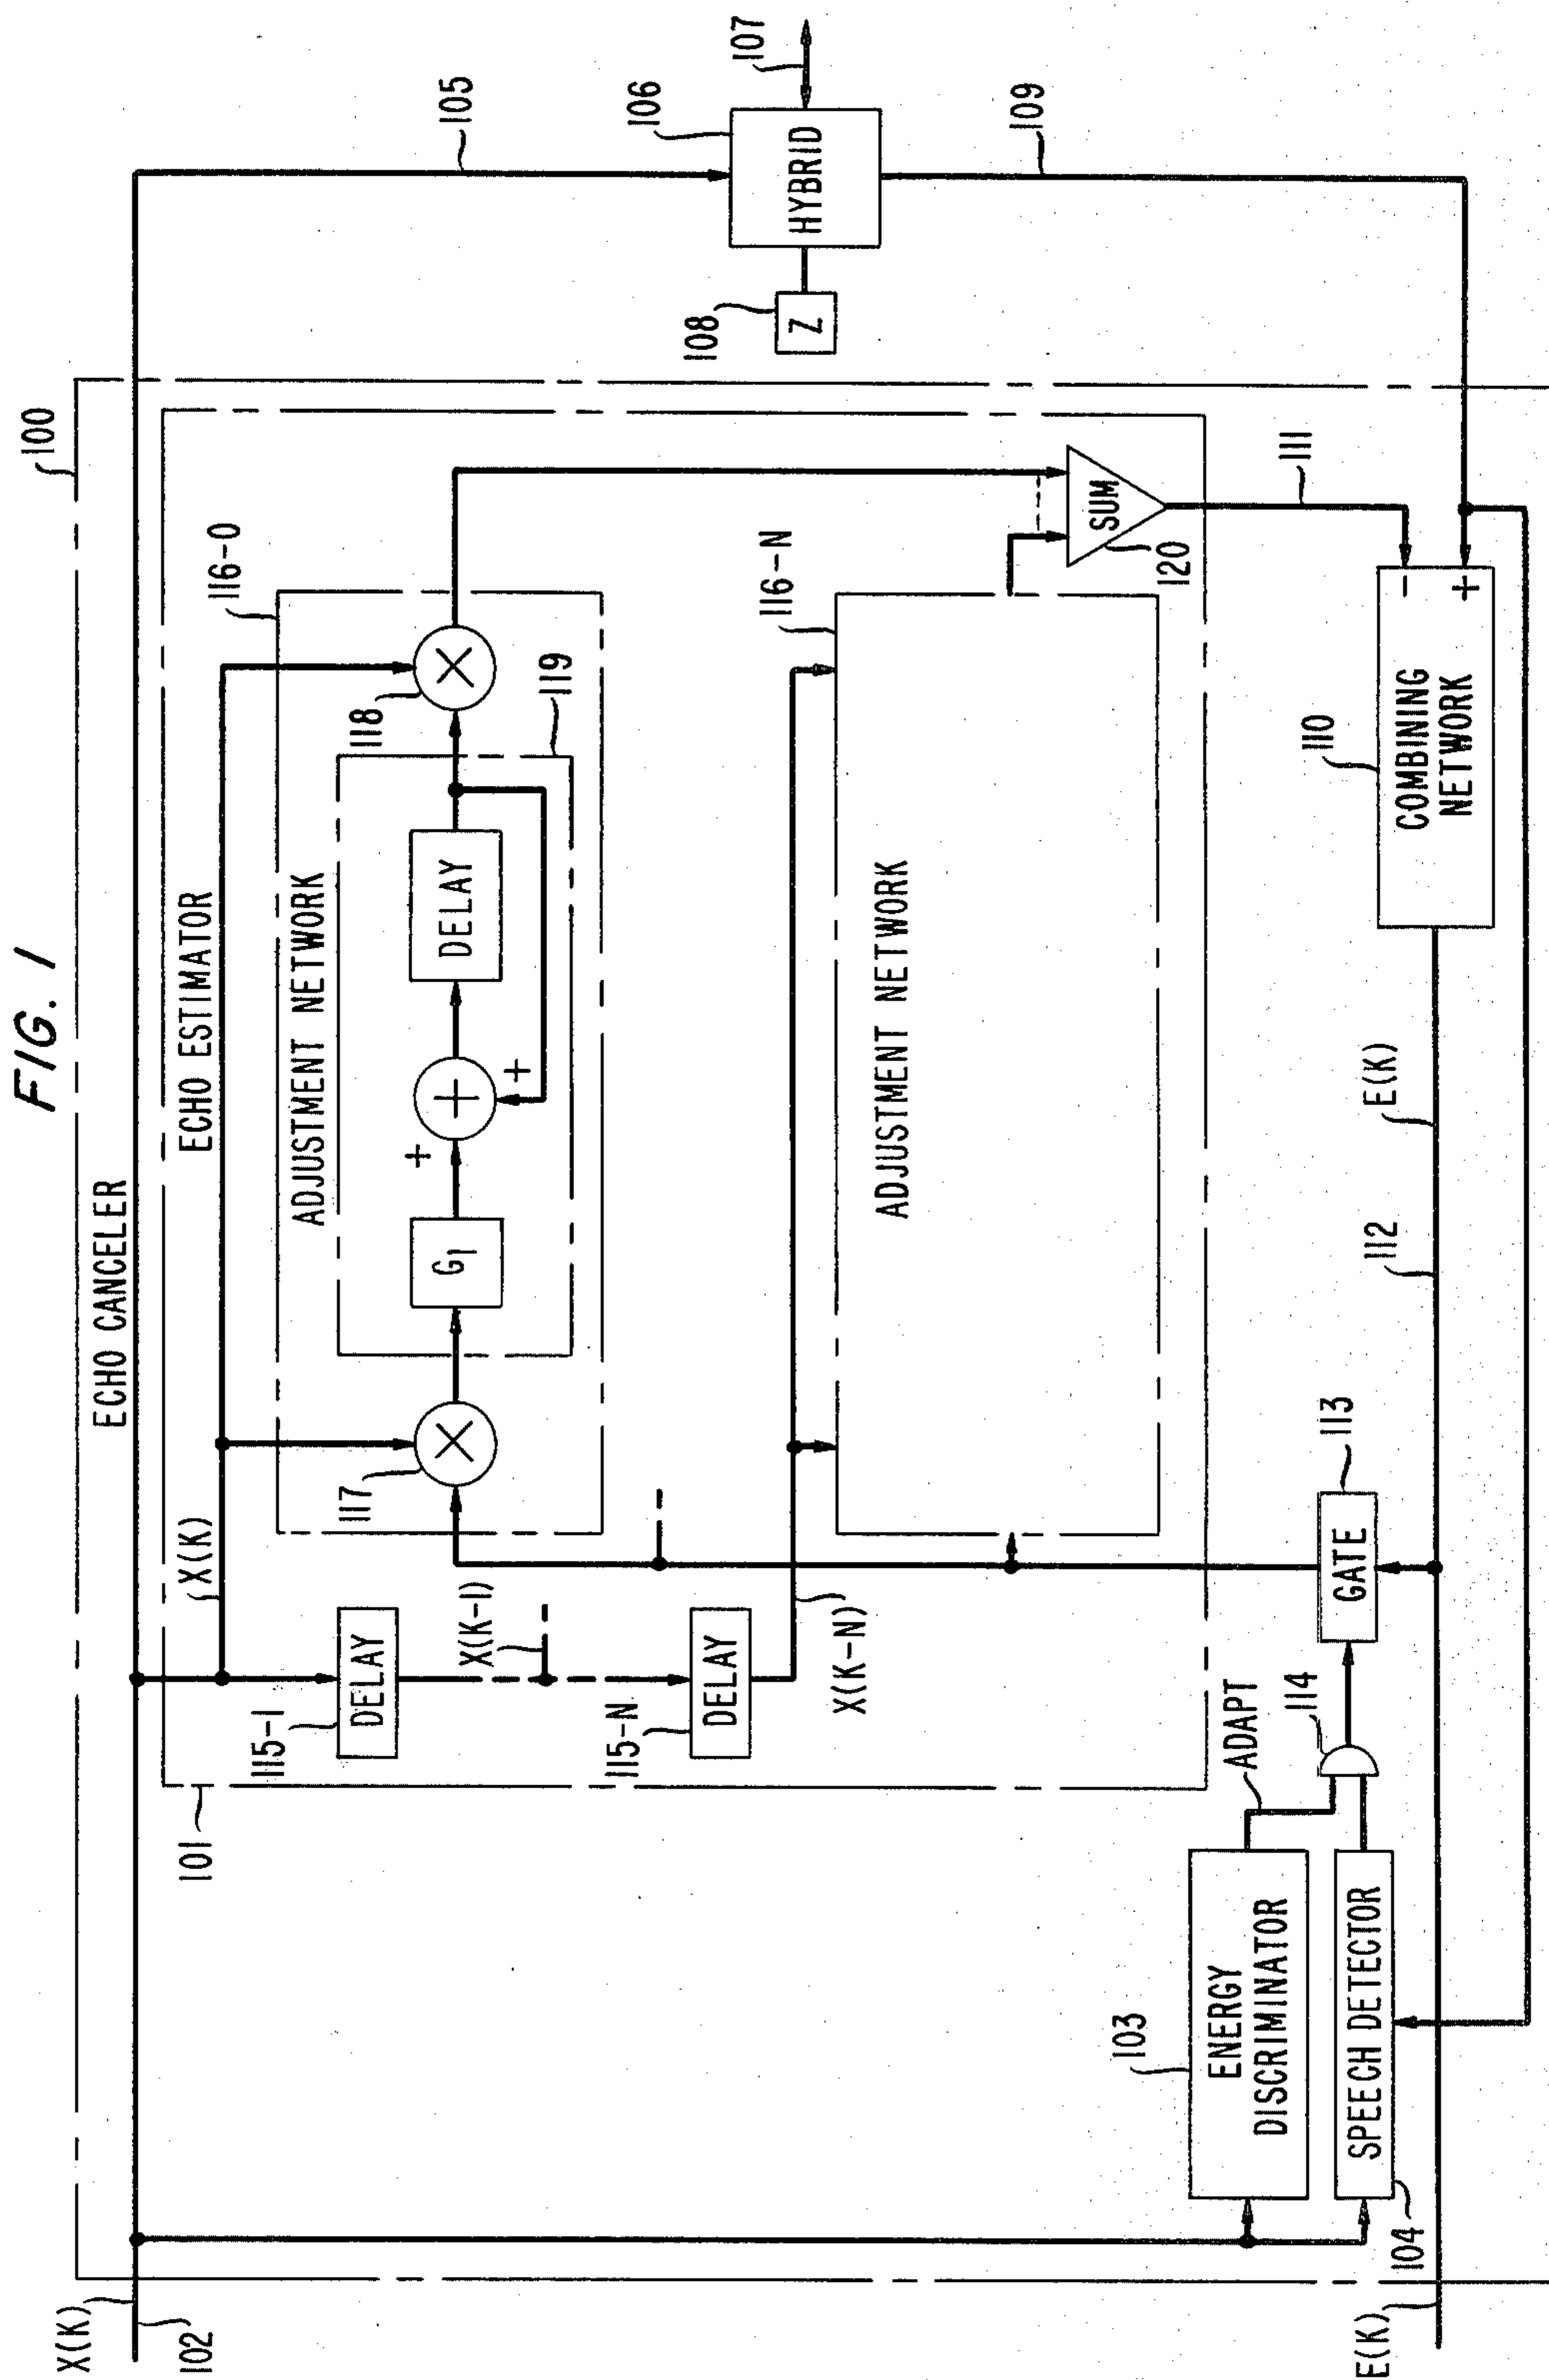 FIG. 1
100
ECHO CANCELER
X(K)
102
105
101
ECHO ESTIMATOR
X(K)
116-0
ADJUSTMENT NETWORK
115-1
DELAY
117
G1
+
+
DELAY
118
119
X(K-1)
115-N
DELAY
X(K-N)
116-N
ADJUSTMENT NETWORK
SUM
120
111
106
HYBRID
107
108
Z
109
103
ENERGY
DISCRIMINATOR
ADAPT
114
104
SPEECH DETECTOR
113
GATE
110
COMBINING
NETWORK
-
+
112
E(K)
E(K)